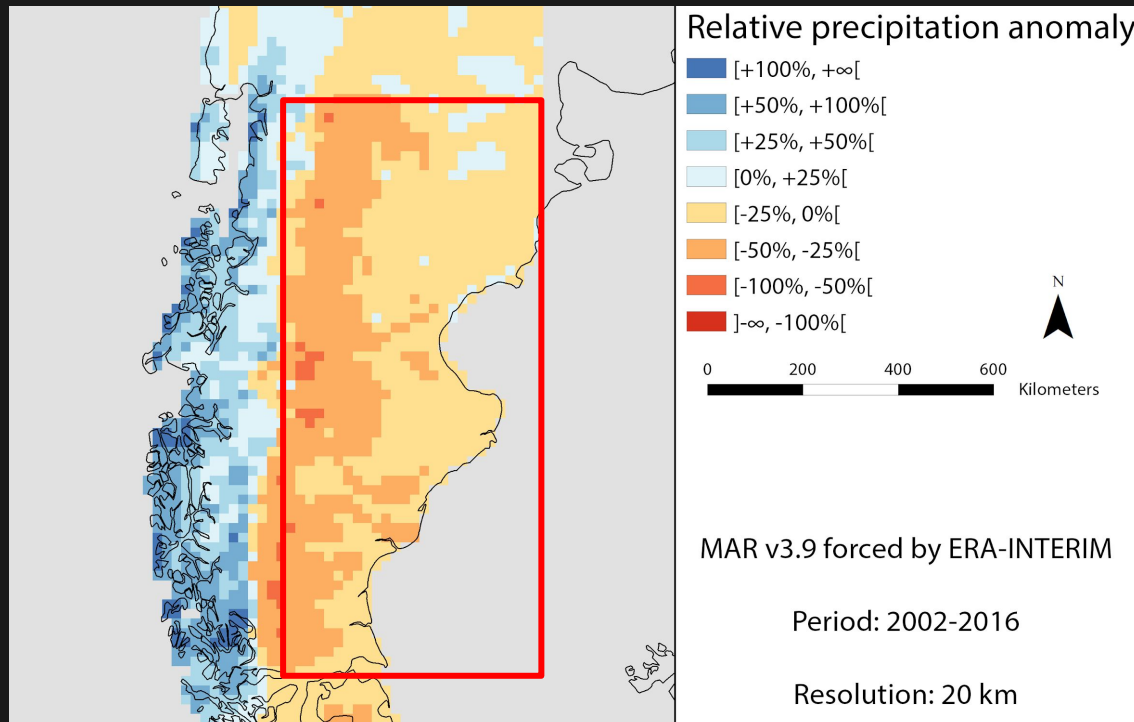 Relative precipitation anomaly
[+100%, +∞[
[+50%, +100%[
[+25%, +50%[
[0%, +25%[
[-25%, 0%[
[-50%, -25%[
[-100%, -50%[
]-∞, -100%[
N
0 200 400 600
Kilometers
MAR v3.9 forced by ERA-INTERIM
Period: 2002-2016
Resolution: 20 km